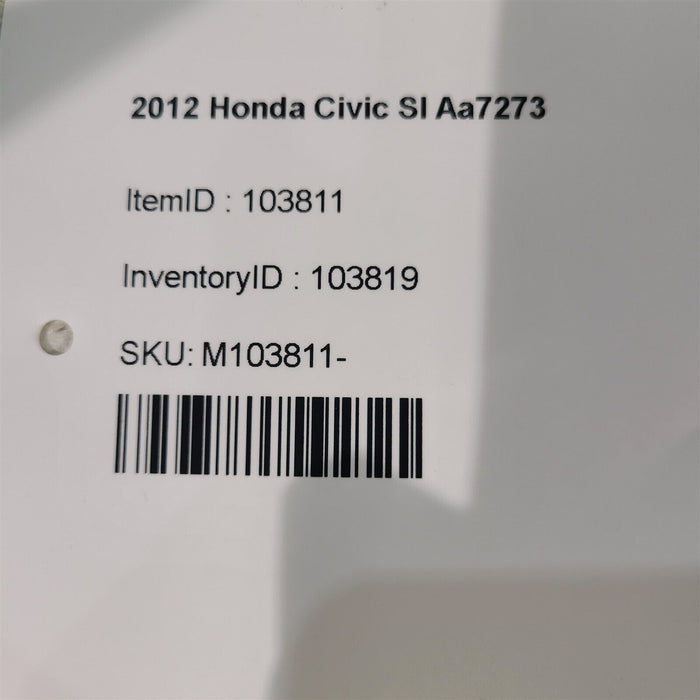 2012 Honda Civic SI Aa7273
ItemID : 103811
InventoryID : 103819
SKU: M103811-